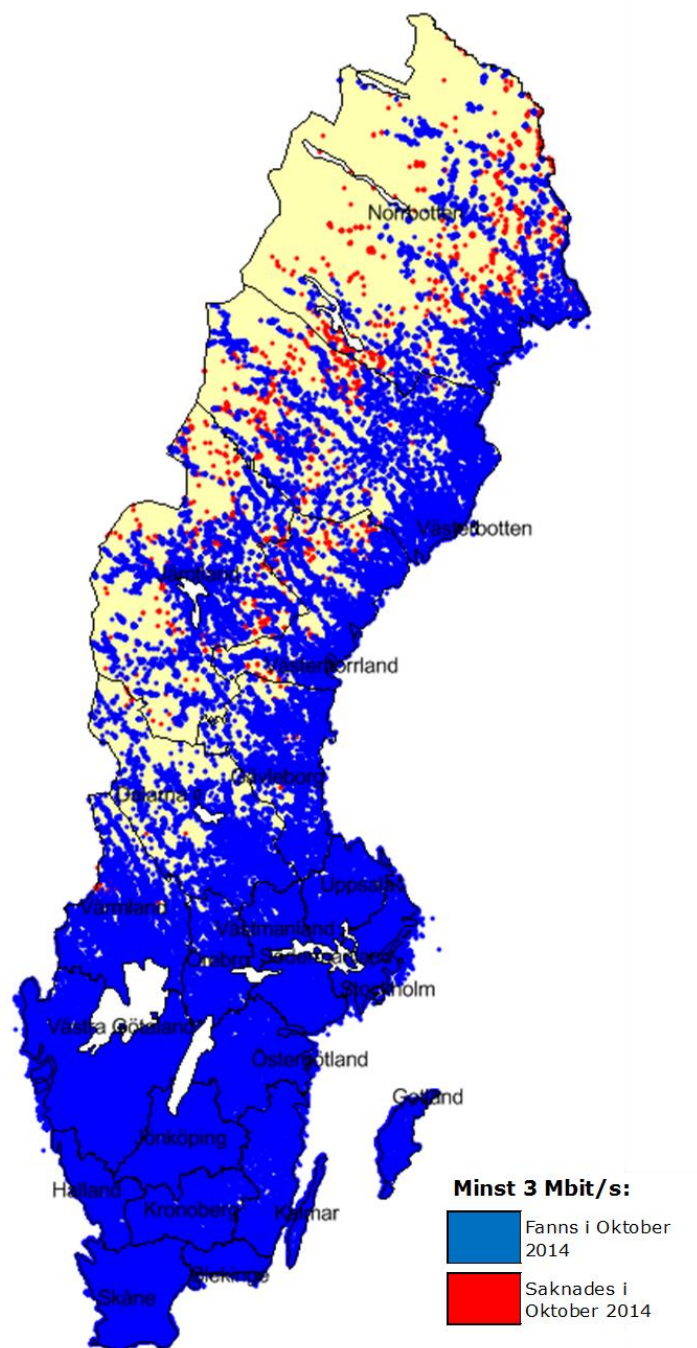 Norrbotten
Västerbotten
Jämtland
Västernorrland
Gävleborg
Dalarna
Uppsala
Värmland
Västmanland
Örebro
Södermanland
Stockholm
Västra Götaland
Östergötland
Gotland
Jönköping
Halland
Kronoberg
Kalmar
Blekinge
Skåne
Minst 3 Mbit/s:
Fanns i Oktober
2014
Saknades i
Oktober 2014